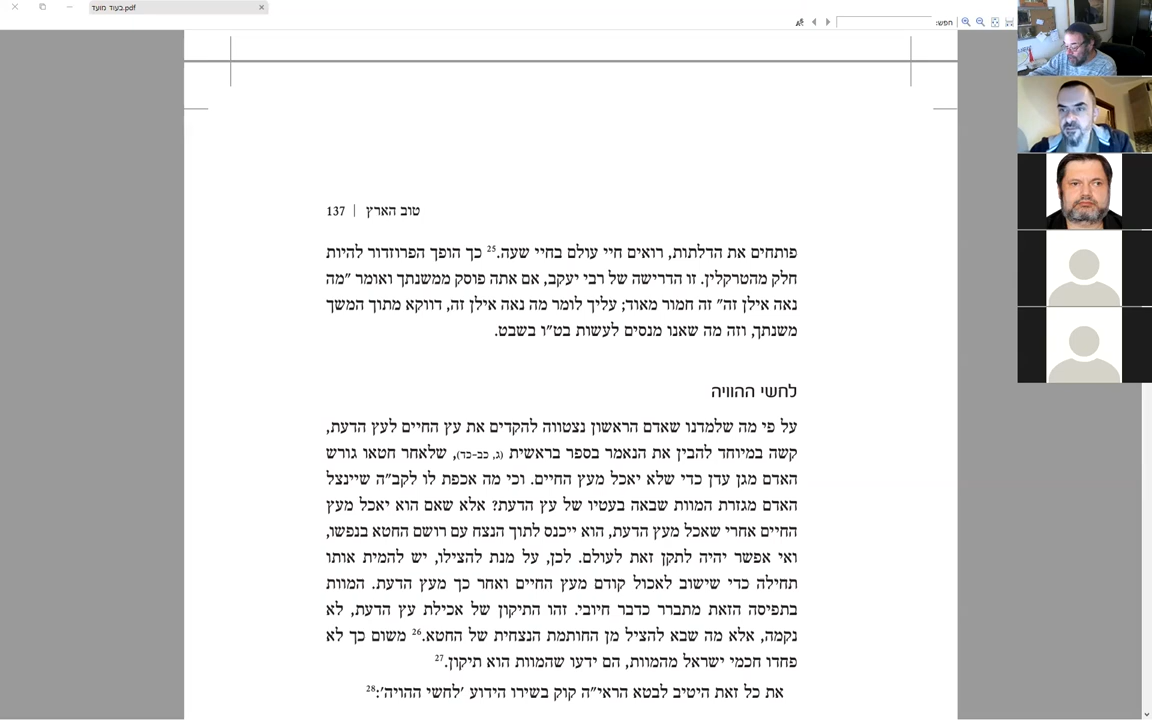 בעוד מועד.pdf
חפש:
טוב הארץ | 137
פותחים את הדלתות, רואים חיי עולם בחיי שעה.25 כך הופך הפרוזדור להיות
חלק מהטרקלין. זו הדרישה של רבי יעקב, אם אתה פוסק ממשנתך ואומר "מה
נאה אילן זה" זה חמור מאוד; עליך לומר מה נאה אילן זה, דווקא מתוך המשך
משנתך, וזה מה שאנו מנסים לעשות בט"ו בשבט.
לחשי ההוויה
על פי מה שלמדנו שאדם הראשון נצטווה להקדים את עץ החיים לעץ הדעת,
קשה במיוחד להבין את הנאמר בספר בראשית (ג, כב-כד), שלאחר חטאו גורש
האדם מגן עדן כדי שלא יאכל מעץ החיים. וכי מה אכפת לו לקב"ה שיינצל
האדם מגזרת המוות שבאה בעטיו של עץ הדעת? אלא שאם הוא יאכל מעץ
החיים אחרי שאכל מעץ הדעת, הוא ייכנס לתוך הנצח עם רושם החטא בנפשו,
ואי אפשר יהיה לתקן זאת לעולם. לכן, על מנת להצילו, יש להמית אותו
תחילה כדי שישוב לאכול קודם מעץ החיים ואחר כך מעץ הדעת. המוות
בתפיסה הזאת מתברר כדבר חיובי. זהו התיקון של אכילת עץ הדעת, לא
נקמה, אלא מה שבא להציל מן החותמת הנצחית של החטא.26 משום כך לא
פחדו חכמי ישראל מהמוות, הם ידעו שהמוות הוא תיקון.27
את כל זאת היטיב לבטא הראי"ה קוק בשירו הידוע 'לחשי ההויה':28